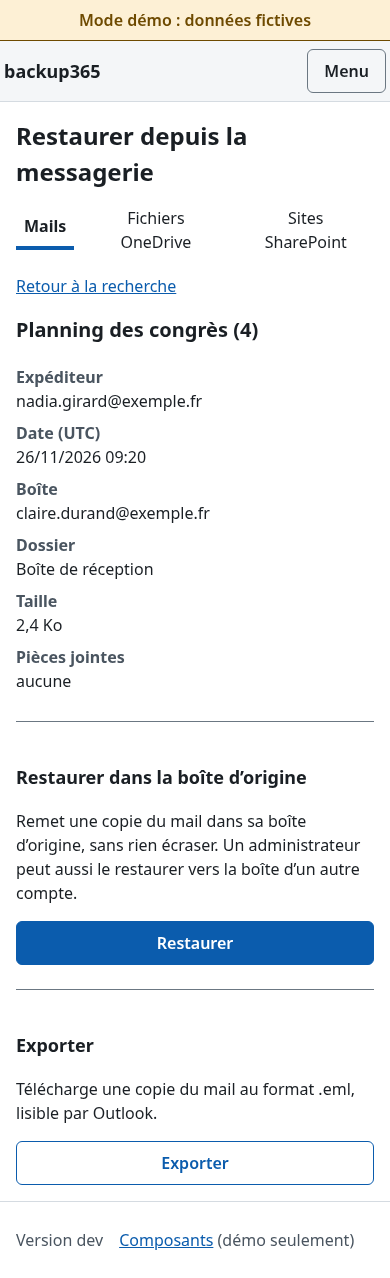 Mode démo : données fictives
backup365
Menu
Restaurer depuis la
messagerie
Mails
Fichiers
OneDrive
Sites
SharePoint
Retour à la recherche
Planning des congrès (4)
Expéditeur
nadia.girard@exemple.fr
Date (UTC)
26/11/2026 09:20
Boîte
claire.durand@exemple.fr
Dossier
Boîte de réception
Taille
2,4 Ko
Pièces jointes
aucune
Restaurer dans la boîte d’origine
Remet une copie du mail dans sa boîte
d’origine, sans rien écraser. Un administrateur
peut aussi le restaurer vers la boîte d’un autre
compte.
Restaurer
Exporter
Télécharge une copie du mail au format .eml,
lisible par Outlook.
Exporter
Version dev Composants (démo seulement)